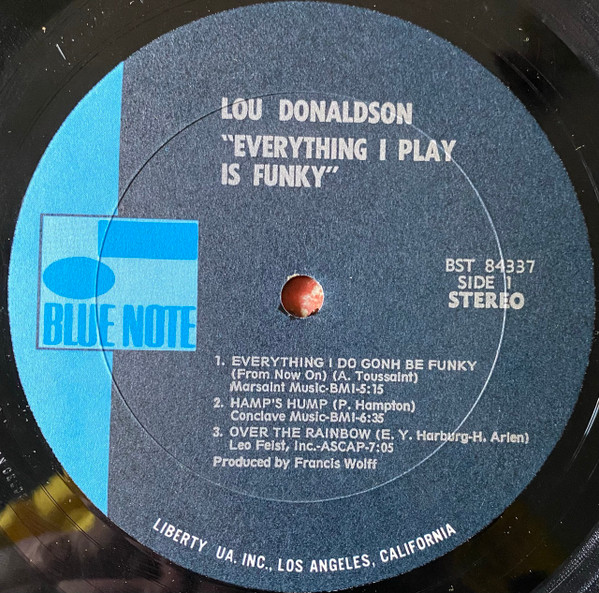 LOU DONALDSON
"EVERYTHING I PLAY
IS FUNKY"
BLUE NOTE
BST 84337
SIDE 1
STEREO
1. EVERYTHING I DO GONH BE FUNKY
(From Now On) (A. Toussaint)
Marsaint Music-BMI-5:15
2. HAMP'S HUMP (P. Hampton)
Conclave Music-BMI-6:35
3. OVER THE RAINBOW (E. Y. Harburg-H. Arlen)
Leo Feist, Inc.-ASCAP-7:05
Produced by Francis Wolff
LIBERTY UA, INC., LOS ANGELES, CALIFORNIA